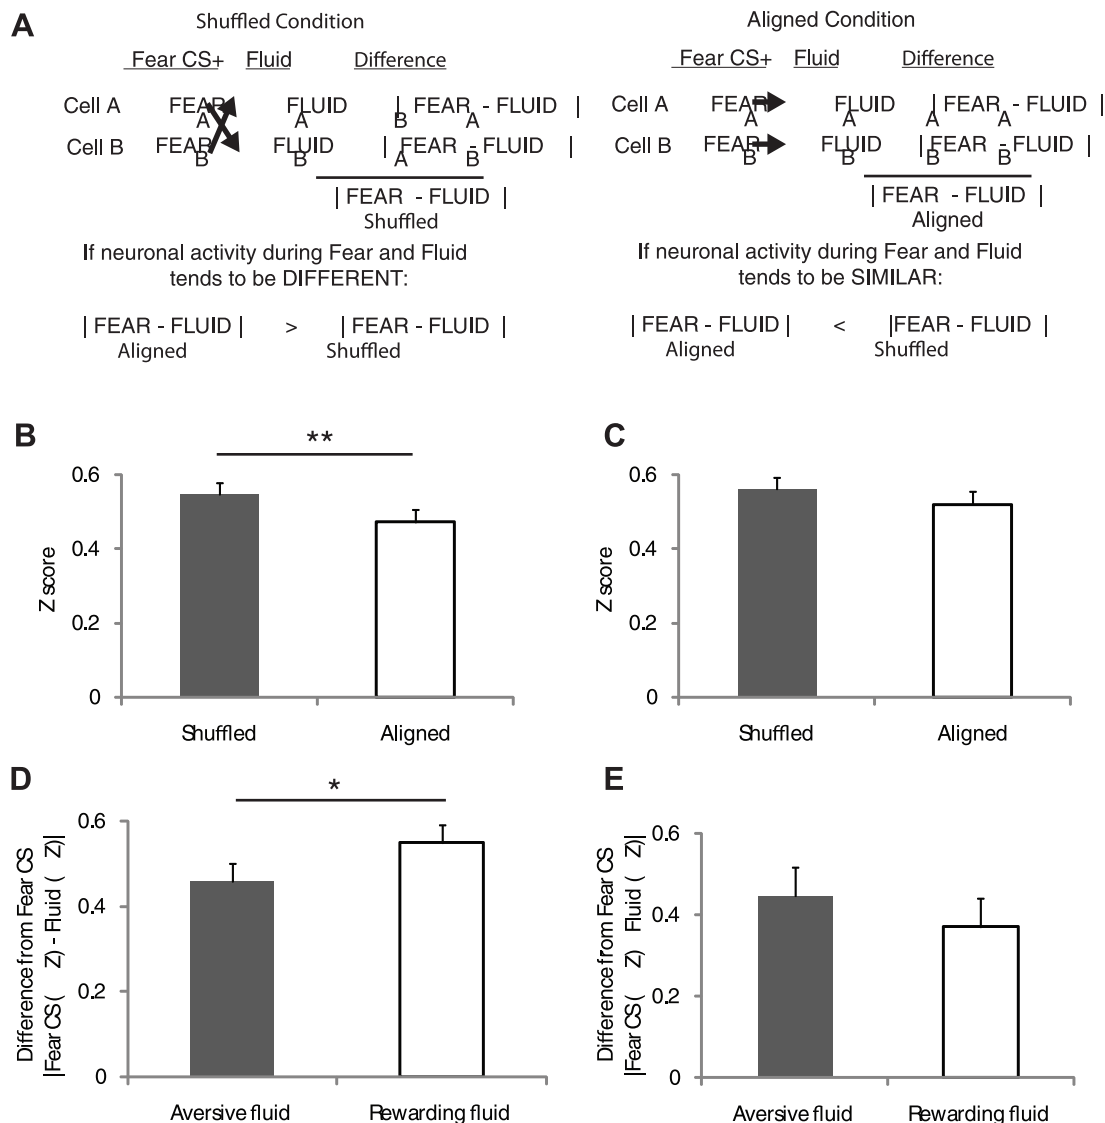 A
Shuffled Condition
Fear CS+ Fluid Difference
Cell A FEAR FLUID | FEAR - FLUID |
A A B A
Cell B FEAR FLUID | FEAR - FLUID |
B B A B
| FEAR - FLUID |
Shuffled
If neuronal activity during Fear and Fluid
tends to be DIFFERENT:
| FEAR - FLUID | > | FEAR - FLUID |
Aligned Shuffled
Aligned Condition
Fear CS+ Fluid Difference
Cell A FEAR FLUID | FEAR - FLUID |
A A A A
Cell B FEAR FLUID | FEAR - FLUID |
B B B B
| FEAR - FLUID |
Aligned
If neuronal activity during Fear and Fluid
tends to be SIMILAR:
| FEAR - FLUID | < |FEAR - FLUID |
Aligned Shuffled
B
**
Z score
0.6
0.4
0.2
0
Shuffled Aligned
C
Z score
0.6
0.4
0.2
0
Shuffled Aligned
D
*
Difference from Fear CS
|Fear CS ( Z) - Fluid ( Z)|
0.6
0.4
0.2
0
Aversive fluid Rewarding fluid
E
Difference from Fear CS
|Fear CS ( Z) Fluid ( Z)|
0.6
0.4
0.2
0
Aversive fluid Rewarding fluid